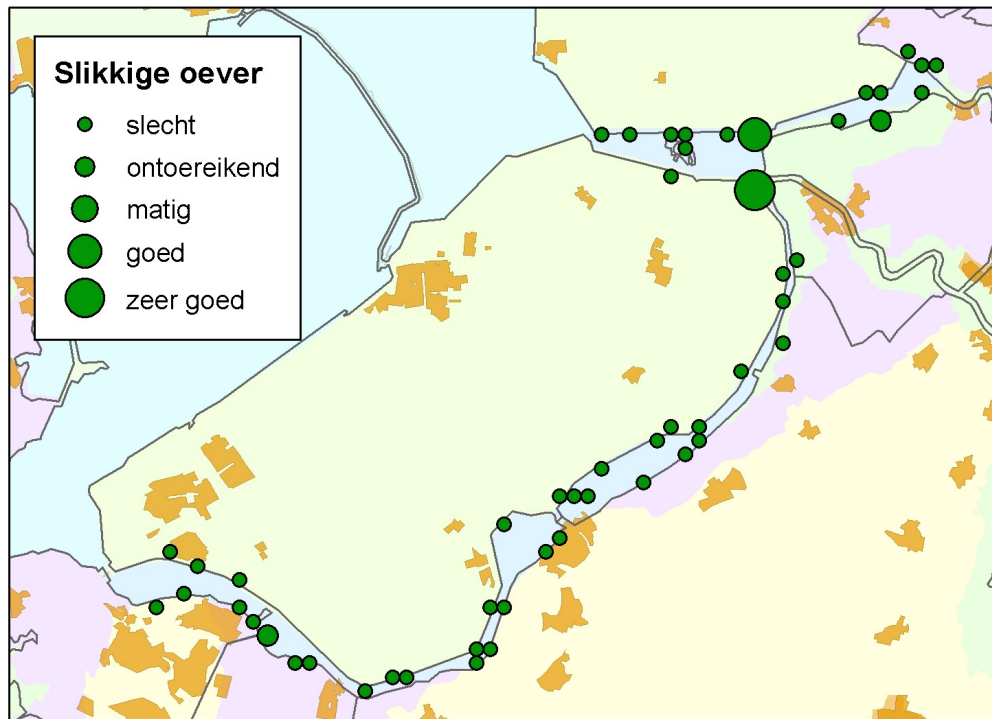 Slikkige oever
slecht
ontoereikend
matig
goed
zeer goed